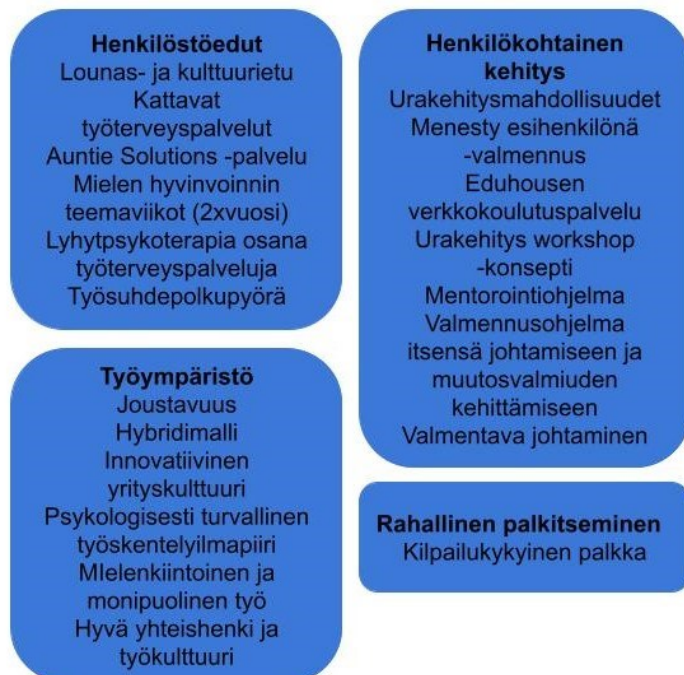 Henkilöstöedut
Lounas- ja kulttuurietu
Kattavat
työterveyspalvelut
Auntie Solutions -palvelu
Mielen hyvinvoinnin
teemaviikot (2xvuosi)
Lyhytpsykoterapia osana
työterveyspalveluja
Työsuhdepolkupyörä
Henkilökohtainen
kehitys
Urakehitysmahdollisuudet
Menesty esihenkilönä
-valmennus
Eduhousen
verkkokoulutuspalvelu
Urakehitys workshop
-konsepti
Mentorointiohjelma
Valmennusohjelma
itsensä johtamiseen ja
muutosvalmiuden
kehittämiseen
Valmentava johtaminen
Työympäristö
Joustavuus
Hybridimalli
Innovatiivinen
yrityskulttuuri
Psykologisesti turvallinen
työskentelyilmapiiri
MIelenkiintoinen ja
monipuolinen työ
Hyvä yhteishenki ja
työkulttuuri
Rahallinen palkitseminen
Kilpailukykyinen palkka